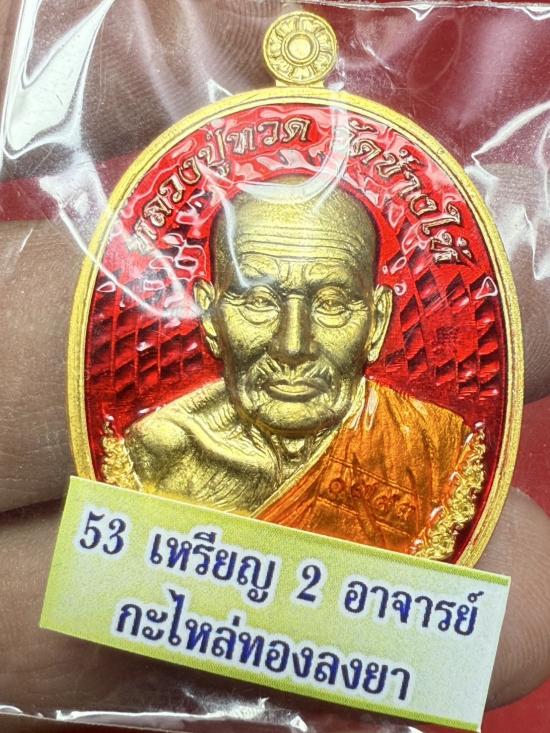 หลวงปู่ทวด วัดช้างให้
53 เหรียญ 2 อาจารย์
กะไหล่ทองลงยา